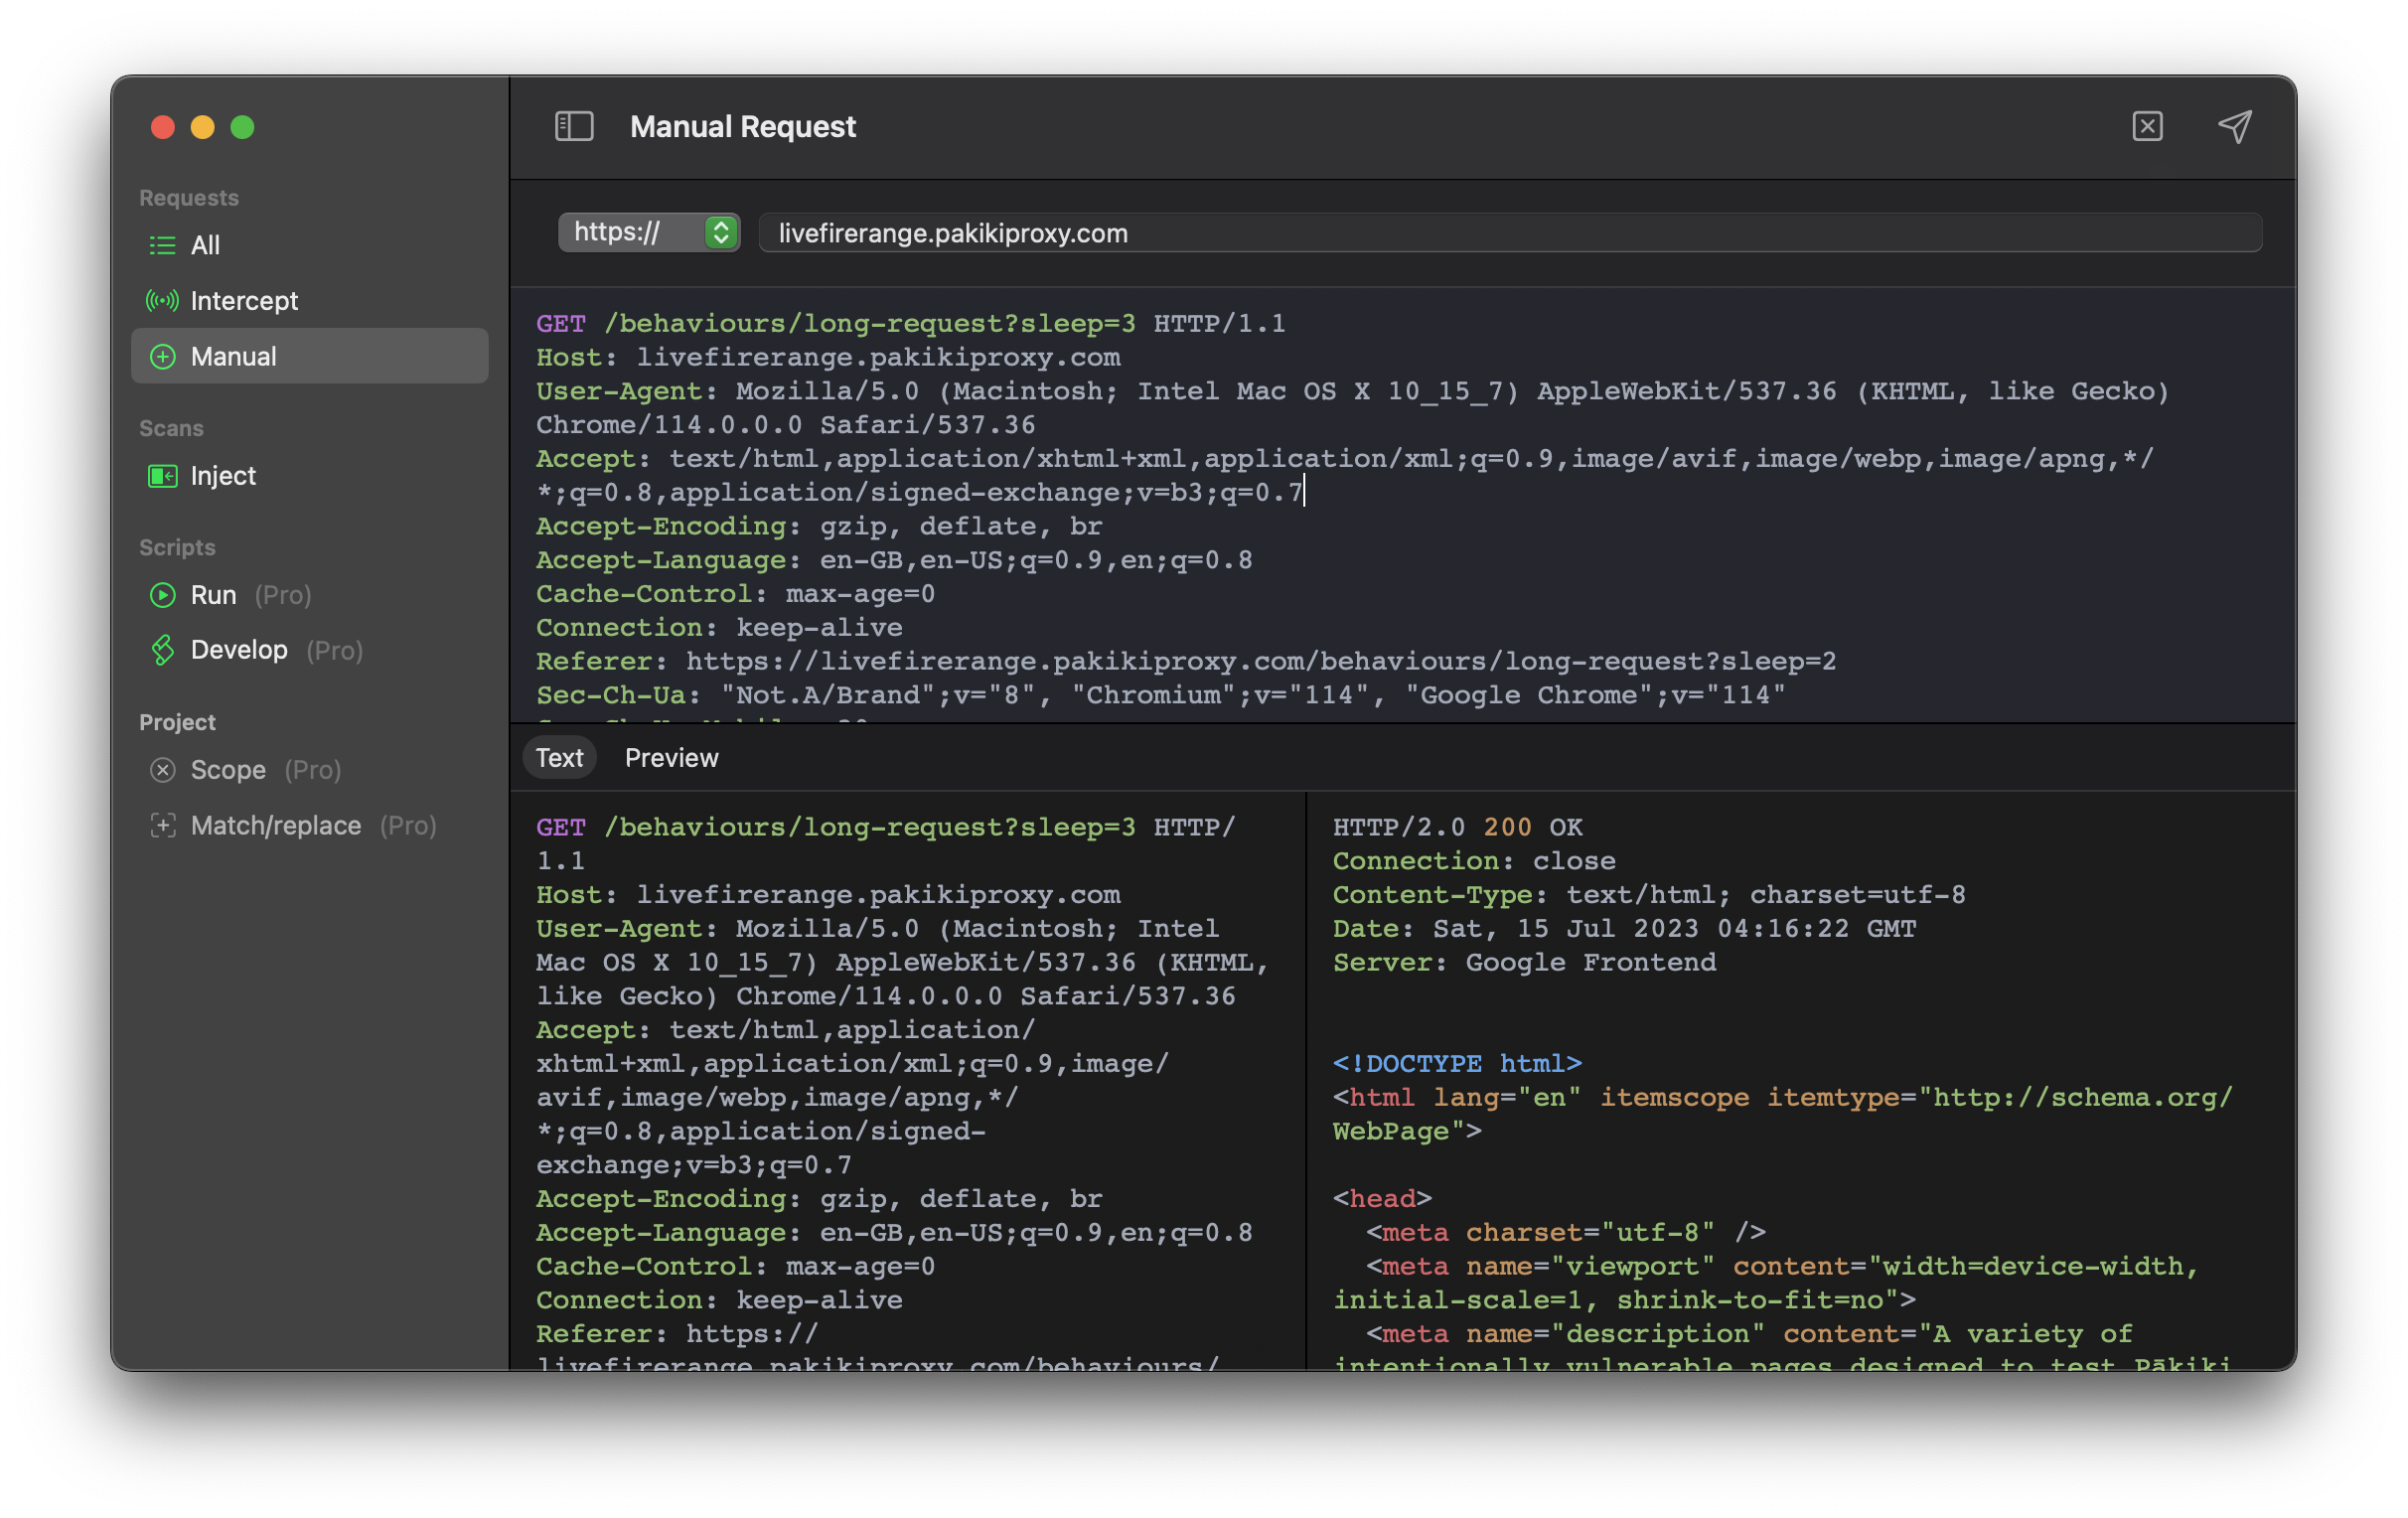 Requests
All
Intercept
Manual
Scans
Inject
Scripts
Run (Pro)
Develop (Pro)
Project
Scope (Pro)
Match/replace (Pro)
Manual Request
https://
livefirerange.pakikiproxy.com
GET /behaviours/long-request?sleep=3 HTTP/1.1
Host: livefirerange.pakikiproxy.com
User-Agent: Mozilla/5.0 (Macintosh; Intel Mac OS X 10_15_7) AppleWebKit/537.36 (KHTML, like Gecko)
Chrome/114.0.0.0 Safari/537.36
Accept: text/html,application/xhtml+xml,application/xml;q=0.9,image/avif,image/webp,image/apng,*/
*;q=0.8,application/signed-exchange;v=b3;q=0.7
Accept-Encoding: gzip, deflate, br
Accept-Language: en-GB,en-US;q=0.9,en;q=0.8
Cache-Control: max-age=0
Connection: keep-alive
Referer: https://livefirerange.pakikiproxy.com/behaviours/long-request?sleep=2
Sec-Ch-Ua: "Not.A/Brand";v="8", "Chromium";v="114", "Google Chrome";v="114"
Text
Preview
GET /behaviours/long-request?sleep=3 HTTP/
1.1
Host: livefirerange.pakikiproxy.com
User-Agent: Mozilla/5.0 (Macintosh; Intel
Mac OS X 10_15_7) AppleWebKit/537.36 (KHTML,
like Gecko) Chrome/114.0.0.0 Safari/537.36
Accept: text/html,application/
xhtml+xml,application/xml;q=0.9,image/
avif,image/webp,image/apng,*/
*;q=0.8,application/signed-
exchange;v=b3;q=0.7
Accept-Encoding: gzip, deflate, br
Accept-Language: en-GB,en-US;q=0.9,en;q=0.8
Cache-Control: max-age=0
Connection: keep-alive
Referer: https://
livefirerange.pakikiproxy.com/behaviours/
HTTP/2.0 200 OK
Connection: close
Content-Type: text/html; charset=utf-8
Date: Sat, 15 Jul 2023 04:16:22 GMT
Server: Google Frontend
<!DOCTYPE html>
<html lang="en" itemscope itemtype="http://schema.org/
WebPage">
<head>
<meta charset="utf-8" />
<meta name="viewport" content="width=device-width,
initial-scale=1, shrink-to-fit=no">
<meta name="description" content="A variety of
intentionally vulnerable pages designed to test Pākiki